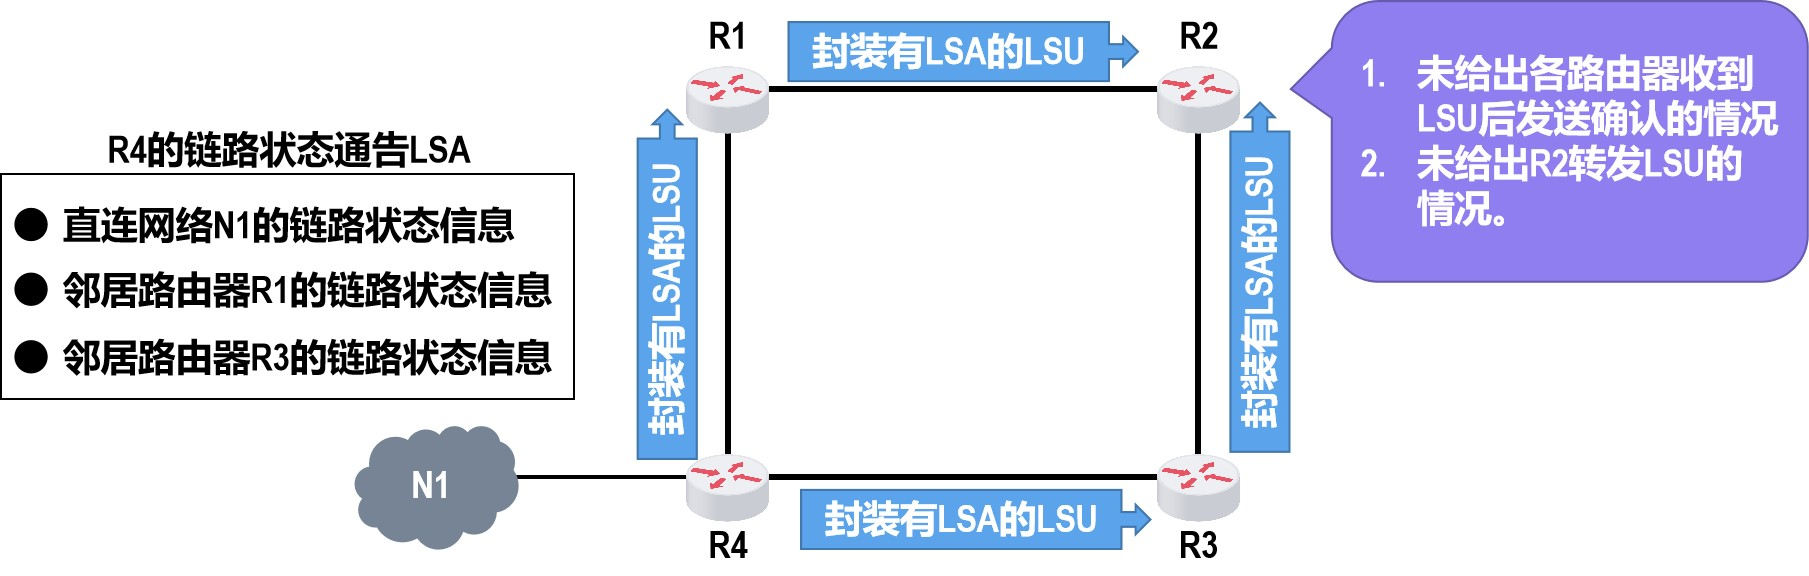 R1
封装有LSA的LSU
R2
1. 未给出各路由器收到
LSU后发送确认的情况
2. 未给出R2转发LSU的
情况。
R4的链路状态通告LSA
● 直连网络N1的链路状态信息
● 邻居路由器R1的链路状态信息
● 邻居路由器R3的链路状态信息
封装有LSA的LSU
封装有LSA的LSU
N1
封装有LSA的LSU
R4
R3